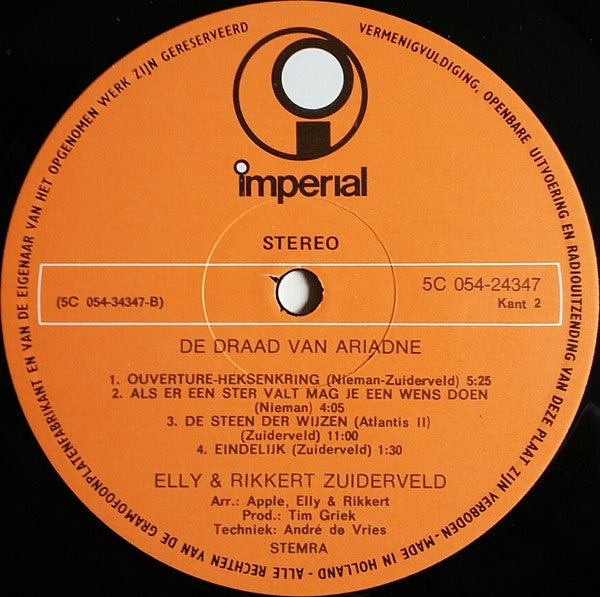 ALLE RECHTEN VAN DE GRAMOFOONPLATENFABRIKANT EN VAN DE EIGENAAR VAN HET OPGENOMEN WERK ZIJN GERESERVEERD
VERMENIGVULDIGING, OPENBARE UITVOERING EN RADIOUITZENDING VAN DEZE PLAAT ZIJN VERBODEN - MADE IN HOLLAND -
imperial
STEREO
(5C 054-34347-B)
5C 054-24347
Kant 2
DE DRAAD VAN ARIADNE
1. OUVERTURE-HEKSENKRING (Nieman-Zuiderveld) 5:25
2. ALS ER EEN STER VALT MAG JE EEN WENS DOEN
(Nieman) 4:05
3. DE STEEN DER WIJZEN (Atlantis II)
(Zuiderveld) 11:00
4. EINDELIJK (Zuiderveld) 1:30
ELLY & RIKKERT ZUIDERVELD
Arr.: Apple, Elly & Rikkert
Prod.: Tim Griek
Techniek: André de Vries
STEMRA